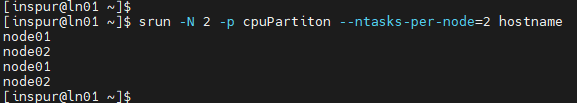 [inspur@ln01 ~]$
[inspur@ln01 ~]$ srun -N 2 -p cpuPartiton --ntasks-per-node=2 hostname
node01
node02
node01
node02
[inspur@ln01 ~]$